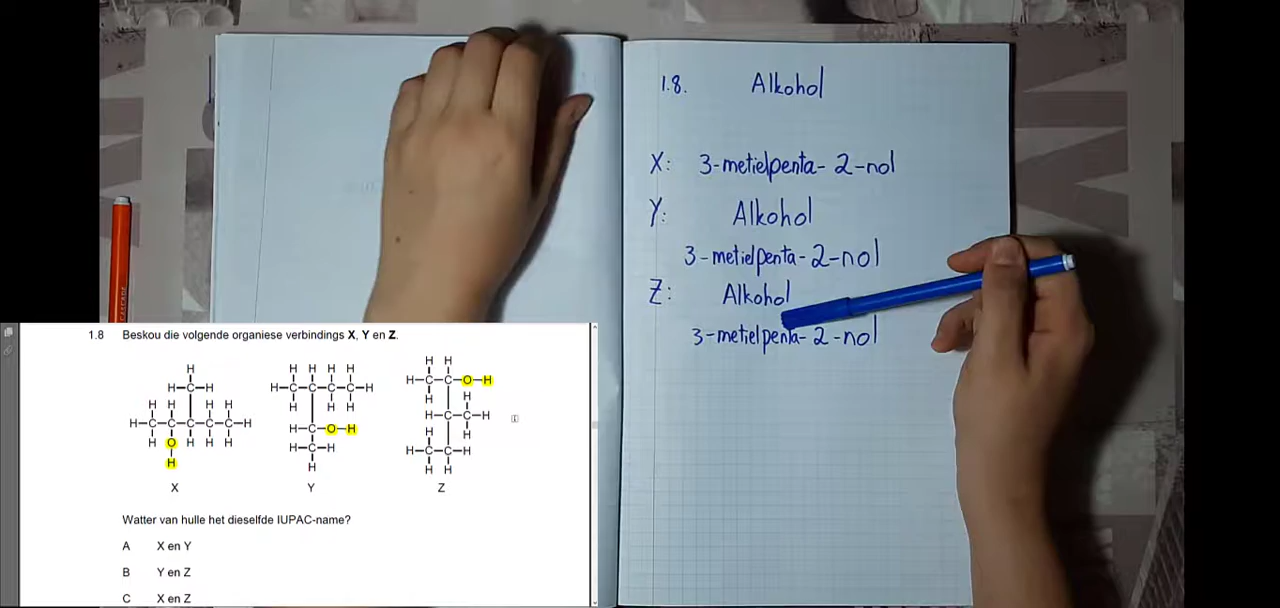 1.8. Alkohol
X: 3-metielpenta-2-nol
Y: Alkohol
3-metielpenta-2-nol
Z: Alkohol
3-metielpenta-2-nol
1.8 Beskou die volgende organiese verbindings X, Y en Z.
H H H H H H H
H-C-H H-C-C-C-C-H H-C-C-O-H
H H H H H H H H H
H-C-C-C-C-C-H H-C-O-H H-C-C-H
H O H H H H-C-H H H
H H H-C-C-H
H H
X Y Z
Watter van hulle het dieselfde IUPAC-name?
A X en Y
B Y en Z
C X en Z